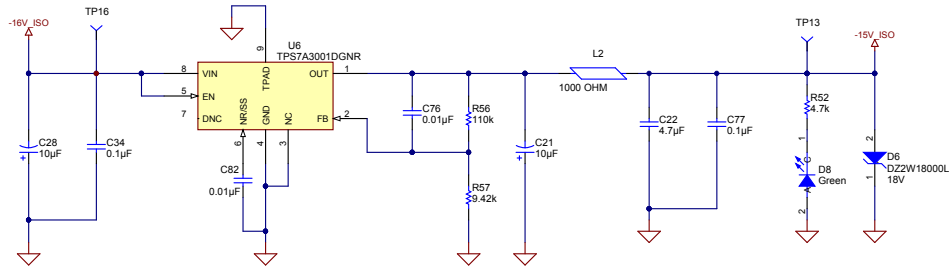 -16V_ISO
TP16
9
U6
TPS7A3001DGNR
TP13
-15V_ISO
8
VIN
TPAD
OUT
1
L2
1000 OHM
5
EN
7
DNC
NR/SS
GND
NC
FB
2
6
4
3
C28
10µF
+
C34
0.1µF
C82
0.01µF
C76
0.01µF
R56
110k
R57
9.42k
C21
10µF
+
C22
4.7µF
C77
0.1µF
R52
4.7k
1
C
A
2
D8
Green
2
1
D6
DZ2W18000L
18V